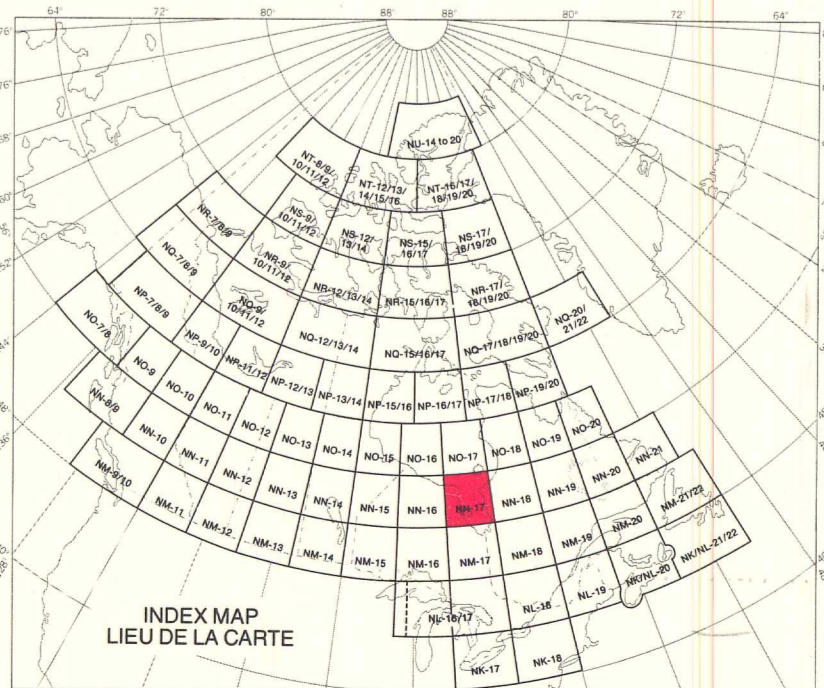 64° 72° 80° 88° 88° 80° 72° 64°
76°
76°
68°
60°
NU-14 to 20
NT-8/9/
10/11/12
NT-12/13/
14/15/16
NT-16/17/
18/19/20
NS-9/
10/11/12
NS-12/
13/14
NS-15/
16/17
NS-17/
18/19/20
NR-7/8/9
NR-9/
10/11/12
NR-12/13/14
NR-15/16/17
NR-17/
18/19/20
NQ-7/8/9
NQ-9/
10/11/12
NQ-12/13/14
NQ-15/16/17
NQ-17/18/19/20
NQ-20/
21/22
NP-7/8/9
NP-9/10
NP-11/12
NP-12/13
NP-13/14
NP-15/16
NP-16/17
NP-17/18
NP-19/20
NO-7/8
NO-9
NO-10
NO-11
NO-12
NO-13
NO-14
NO-15
NO-16
NO-17
NO-18
NO-19
NO-20
NN-8/9
NN-10
NN-11
NN-12
NN-13
NN-14
NN-15
NN-16
NN-17
NN-18
NN-19
NN-20
NN-21
NM-9/10
NM-11
NM-12
NM-13
NM-14
NM-15
NM-16
NM-17
NM-18
NM-19
NM-20
NM-21/22
NL-16/17
NL-18
NL-19
NK/NL-20
NK/NL-21/22
NK-17
NK-18
INDEX MAP
LIEU DE LA CARTE